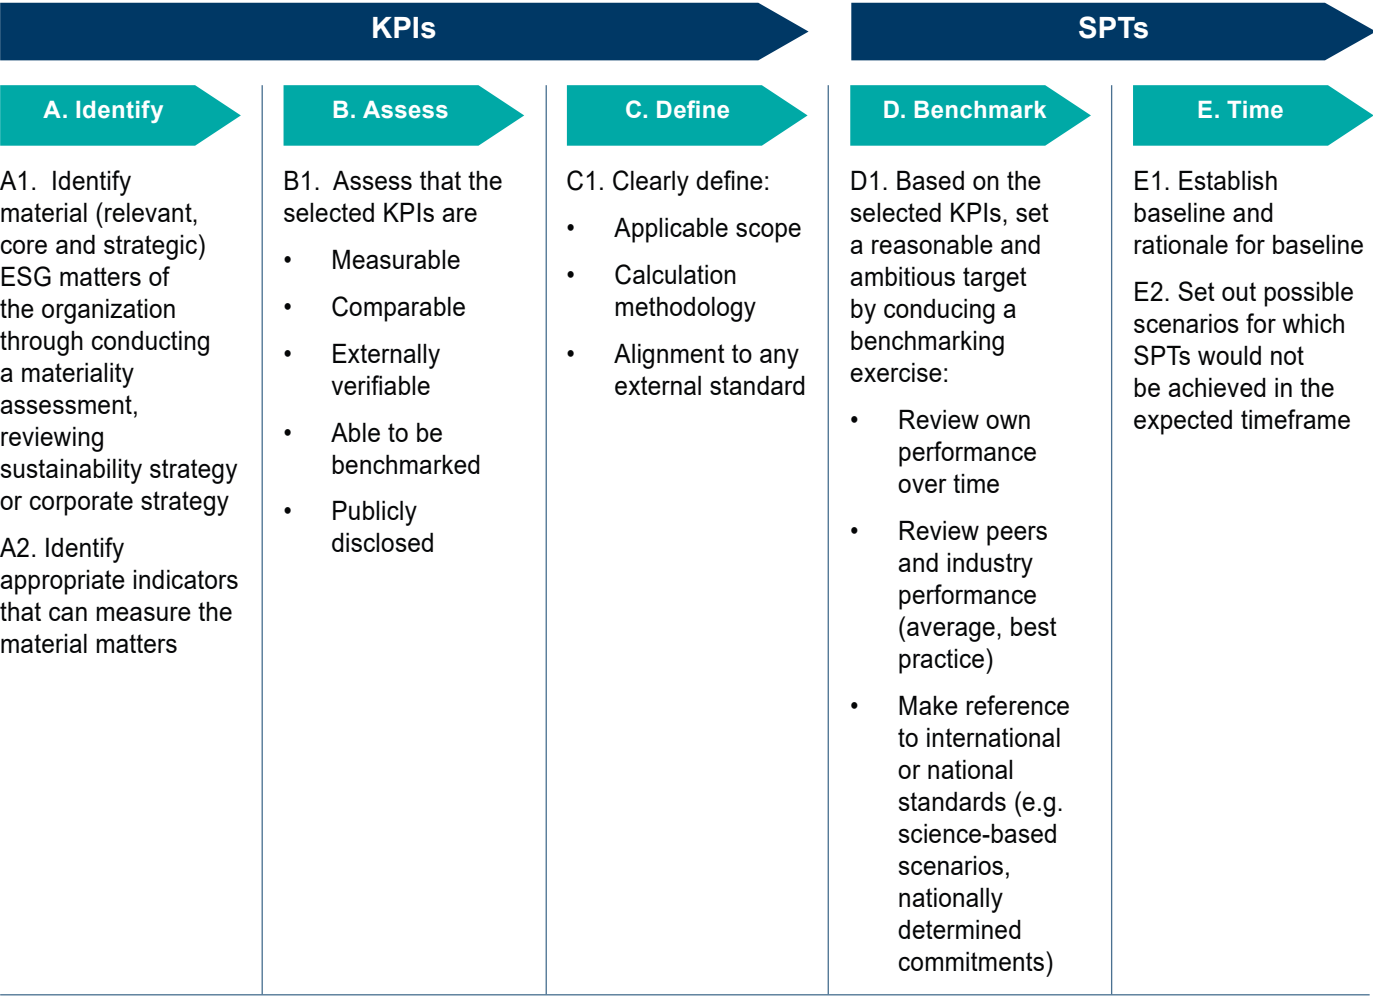 KPIs
SPTs
A. Identify
B. Assess
C. Define
D. Benchmark
E. Time
A1. Identify
material (relevant,
core and strategic)
ESG matters of
the organization
through conducting
a materiality
assessment,
reviewing
sustainability strategy
or corporate strategy
A2. Identify
appropriate indicators
that can measure the
material matters
B1. Assess that the
selected KPIs are
• Measurable
• Comparable
• Externally
verifiable
• Able to be
benchmarked
• Publicly
disclosed
C1. Clearly define:
• Applicable scope
• Calculation
methodology
• Alignment to any
external standard
D1. Based on the
selected KPIs, set
a reasonable and
ambitious target
by conducing a
benchmarking
exercise:
• Review own
performance
over time
• Review peers
and industry
performance
(average, best
practice)
• Make reference
to international
or national
standards (e.g.
science-based
scenarios,
nationally
determined
commitments)
E1. Establish
baseline and
rationale for baseline
E2. Set out possible
scenarios for which
SPTs would not
be achieved in the
expected timeframe